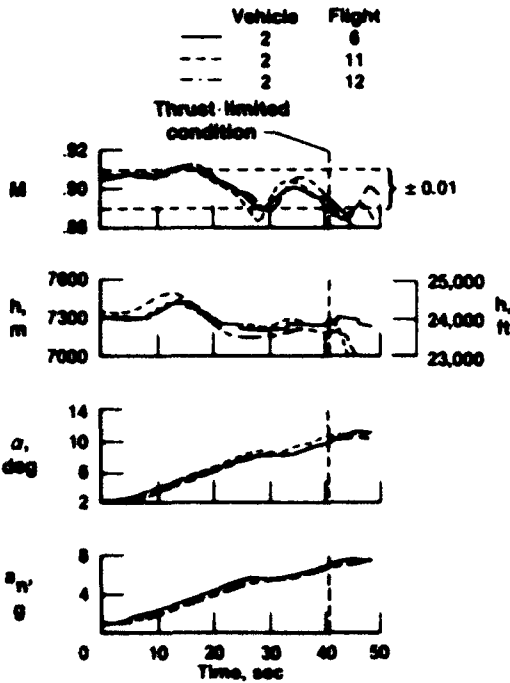 Vehicle Flight
2 6
2 11
2 12
Thrust-limited
condition
.92
M .90
.88
± 0.01
7600
h, 7300
m
7000
25,000
24,000 h,
23,000 ft
14
α, 10
deg 6
2
8
an, 4
g
0 10 20 30 40 50
Time, sec